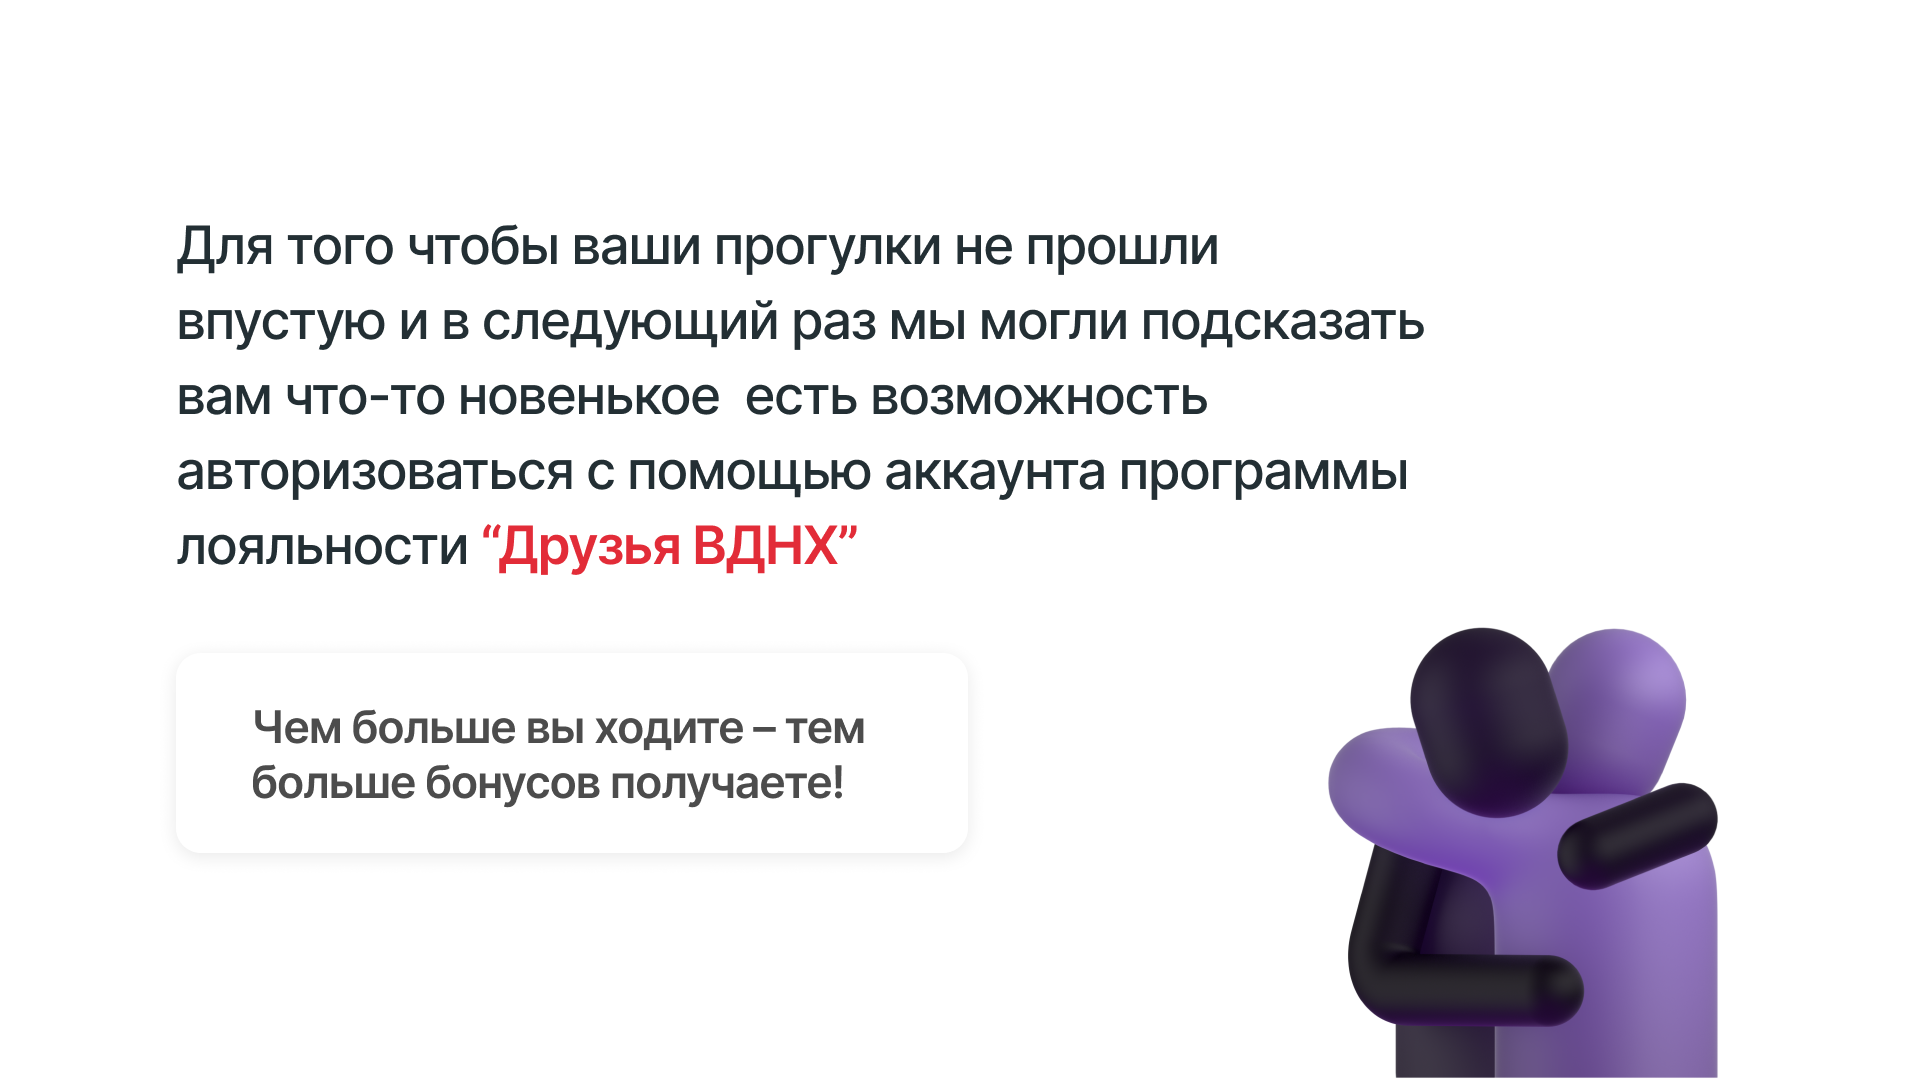 Для того чтобы ваши прогулки не прошли
впустую и в следующий раз мы могли подсказать
вам что-то новенькое  есть возможность
авторизоваться с помощью аккаунта программы
лояльности “Друзья ВДНХ”
Чем больше вы ходите – тем
больше бонусов получаете!